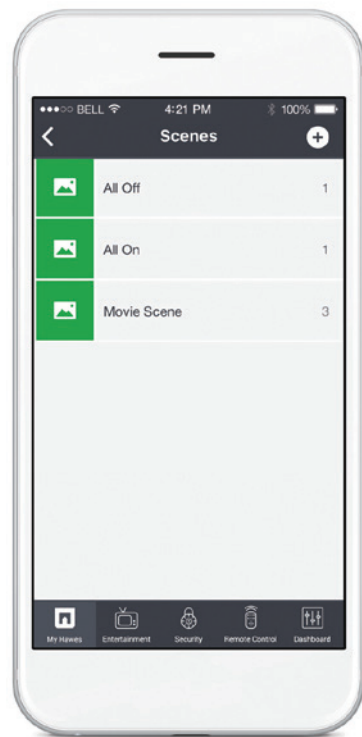 BELL 4:21 PM 100%
Scenes
All Off 1
All On 1
Movie Scene 3
My Hawes Entertainment Security Remote Control Dashboard